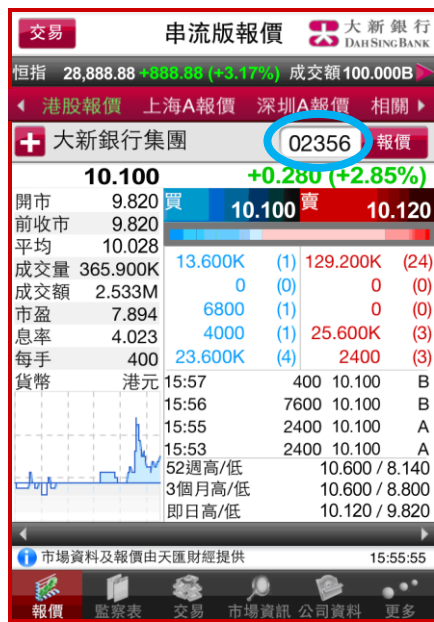 交易 串流版報價 大新銀行
DAH SING BANK
恒指 28,888.88 +888.88 (+3.17%) 成交額100.000B
港股報價 上海A報價 深圳A報價 相關
大新銀行集團 02356 報價
10.100 +0.280 (+2.85%)
開市 9.820 買 10.100 賣 10.120
前收市 9.820
平均 10.028
成交量 365.900K 13.600K (1) 129.200K (24)
成交額 2.533M 0 (0) 0 (0)
市盈 7.894 6800 (1) 0 (0)
息率 4.023 4000 (1) 25.600K (3)
每手 400 23.600K (4) 2400 (3)
貨幣 港元 15:57 400 10.100 B
15:56 7600 10.100 B
15:55 2400 10.100 A
15:53 2400 10.100 A
52週高/低 10.600 / 8.140
3個月高/低 10.600 / 8.800
即日高/低 10.120 / 9.820
市場資料及報價由天匯財經提供 15:55:55
報價 監察表 交易 市場資訊 公司資料 更多